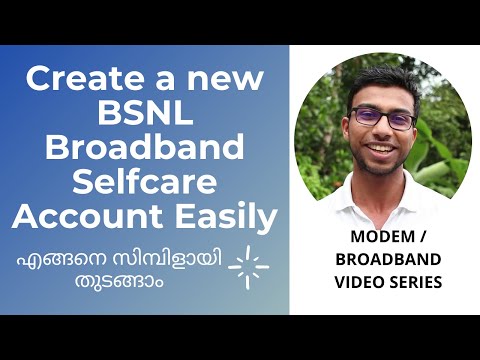 Create a new
BSNL
Broadband
Selfcare
Account Easily
എങ്ങനെ സിമ്പിളായി
തുടങ്ങാം
MODEM /
BROADBAND
VIDEO SERIES